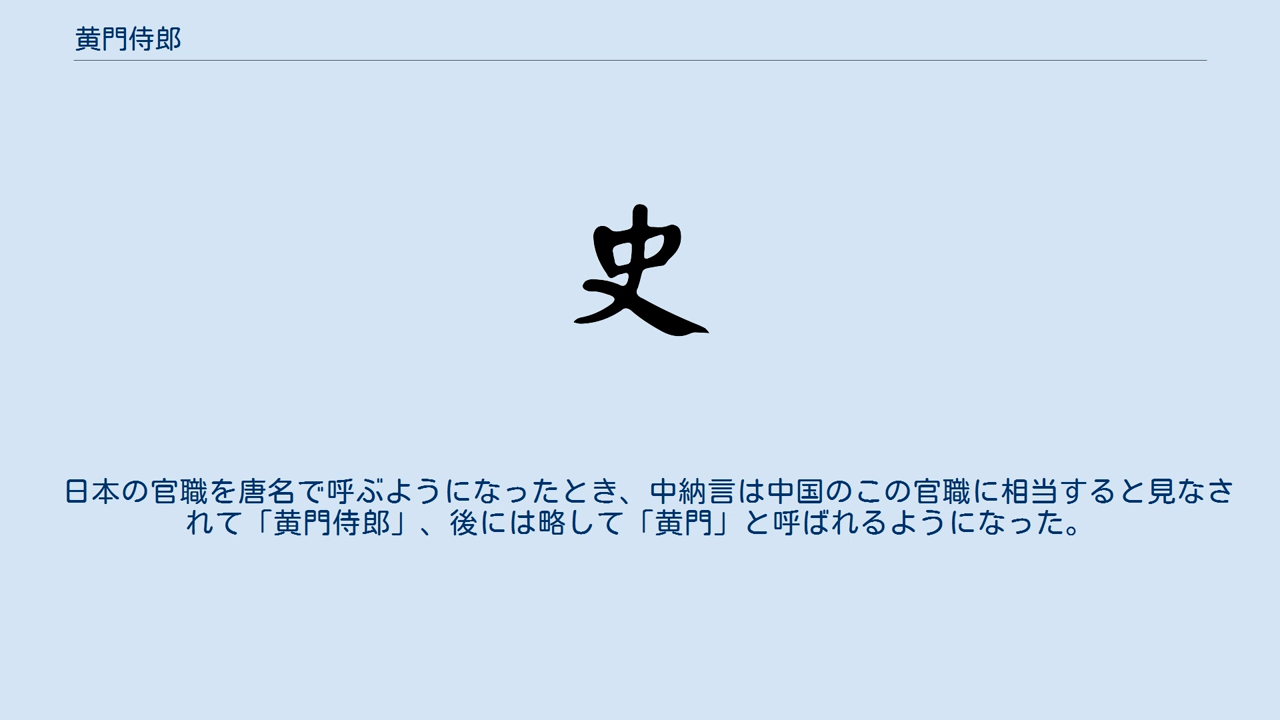 黄門侍郎
史
日本の官職を唐名で呼ぶようになったとき、中納言は中国のこの官職に相当すると見なさ
れて「黄門侍郎」、後には略して「黄門」と呼ばれるようになった。